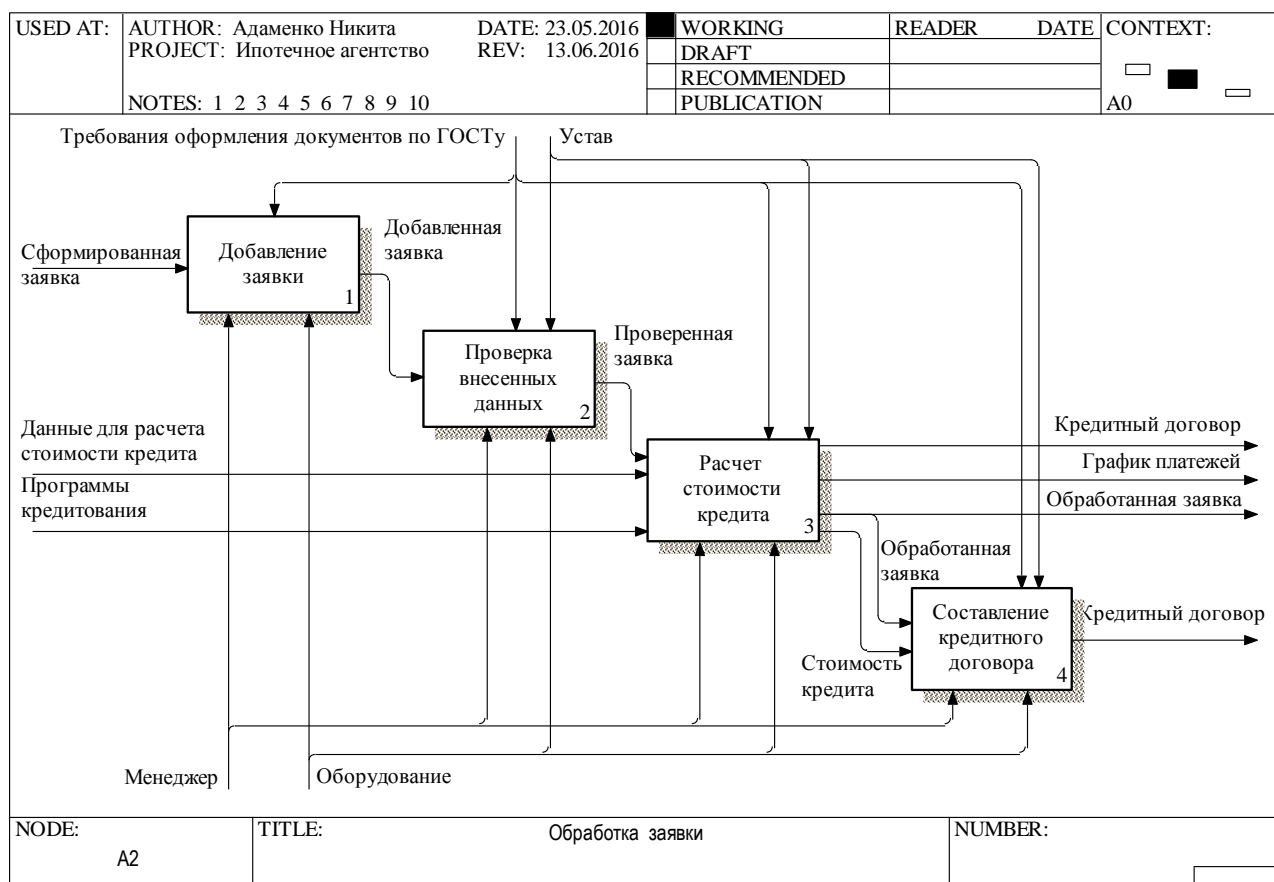 USED AT:
AUTHOR: Адаменко Никита
DATE: 23.05.2016
PROJECT: Ипотечное агентство
REV: 13.06.2016
NOTES: 1 2 3 4 5 6 7 8 9 10
WORKING
DRAFT
RECOMMENDED
PUBLICATION
READER
DATE
CONTEXT:
A0
Требования оформления документов по ГОСТу
Устав
Сформированная
заявка
Добавление
заявки
1
Добавленная
заявка
Проверка
внесенных
данных
2
Проверенная
заявка
Данные для расчета
стоимости кредита
Программы
кредитования
Расчет
стоимости
кредита
3
Кредитный договор
График платежей
Обработанная заявка
Обработанная
заявка
Стоимость
кредита
Составление
кредитного
договора
4
Кредитный договор
Менеджер
Оборудование
NODE:
A2
TITLE:
Обработка заявки
NUMBER: